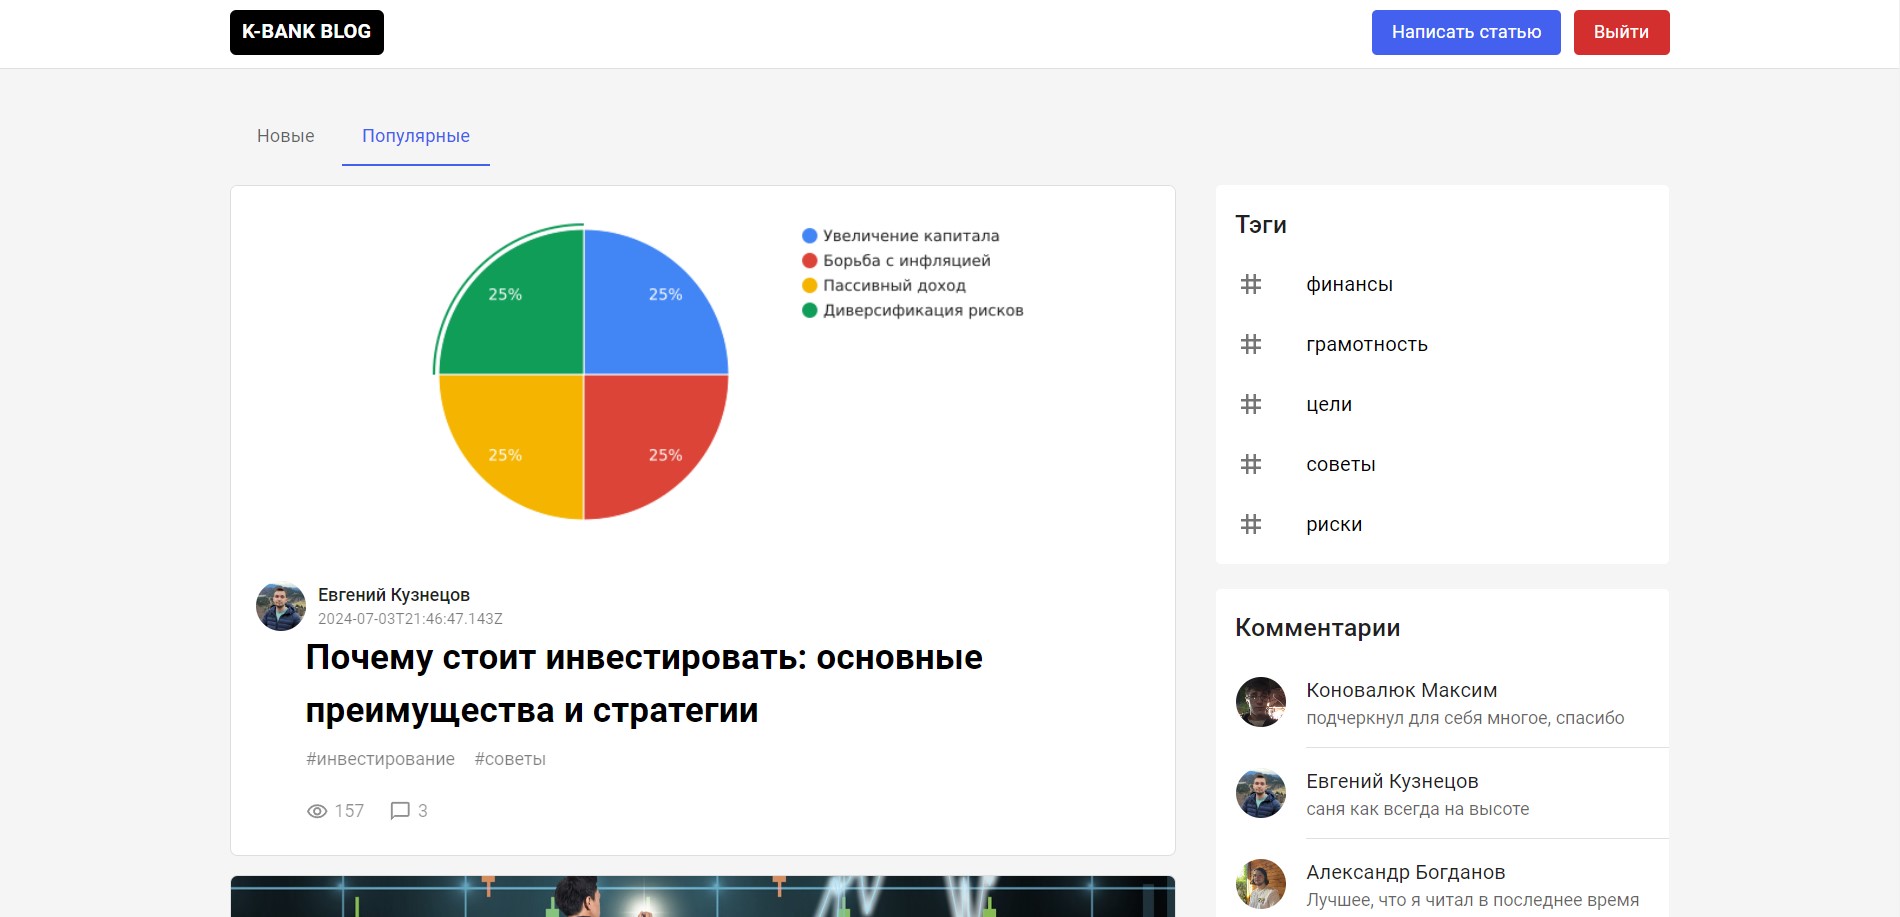 K-BANK BLOG
Написать статью
Выйти
Новые
Популярные
25%
25%
25%
25%
Увеличение капитала
Борьба с инфляцией
Пассивный доход
Диверсификация рисков
Евгений Кузнецов
2024-07-03T21:46:47.143Z
Почему стоит инвестировать: основные
преимущества и стратегии
#инвестирование #советы
157
3
Тэги
финансы
грамотность
цели
советы
риски
Комментарии
Коновалюк Максим
подчеркнул для себя многое, спасибо
Евгений Кузнецов
саня как всегда на высоте
Александр Богданов
Лучшее, что я читал в последнее время